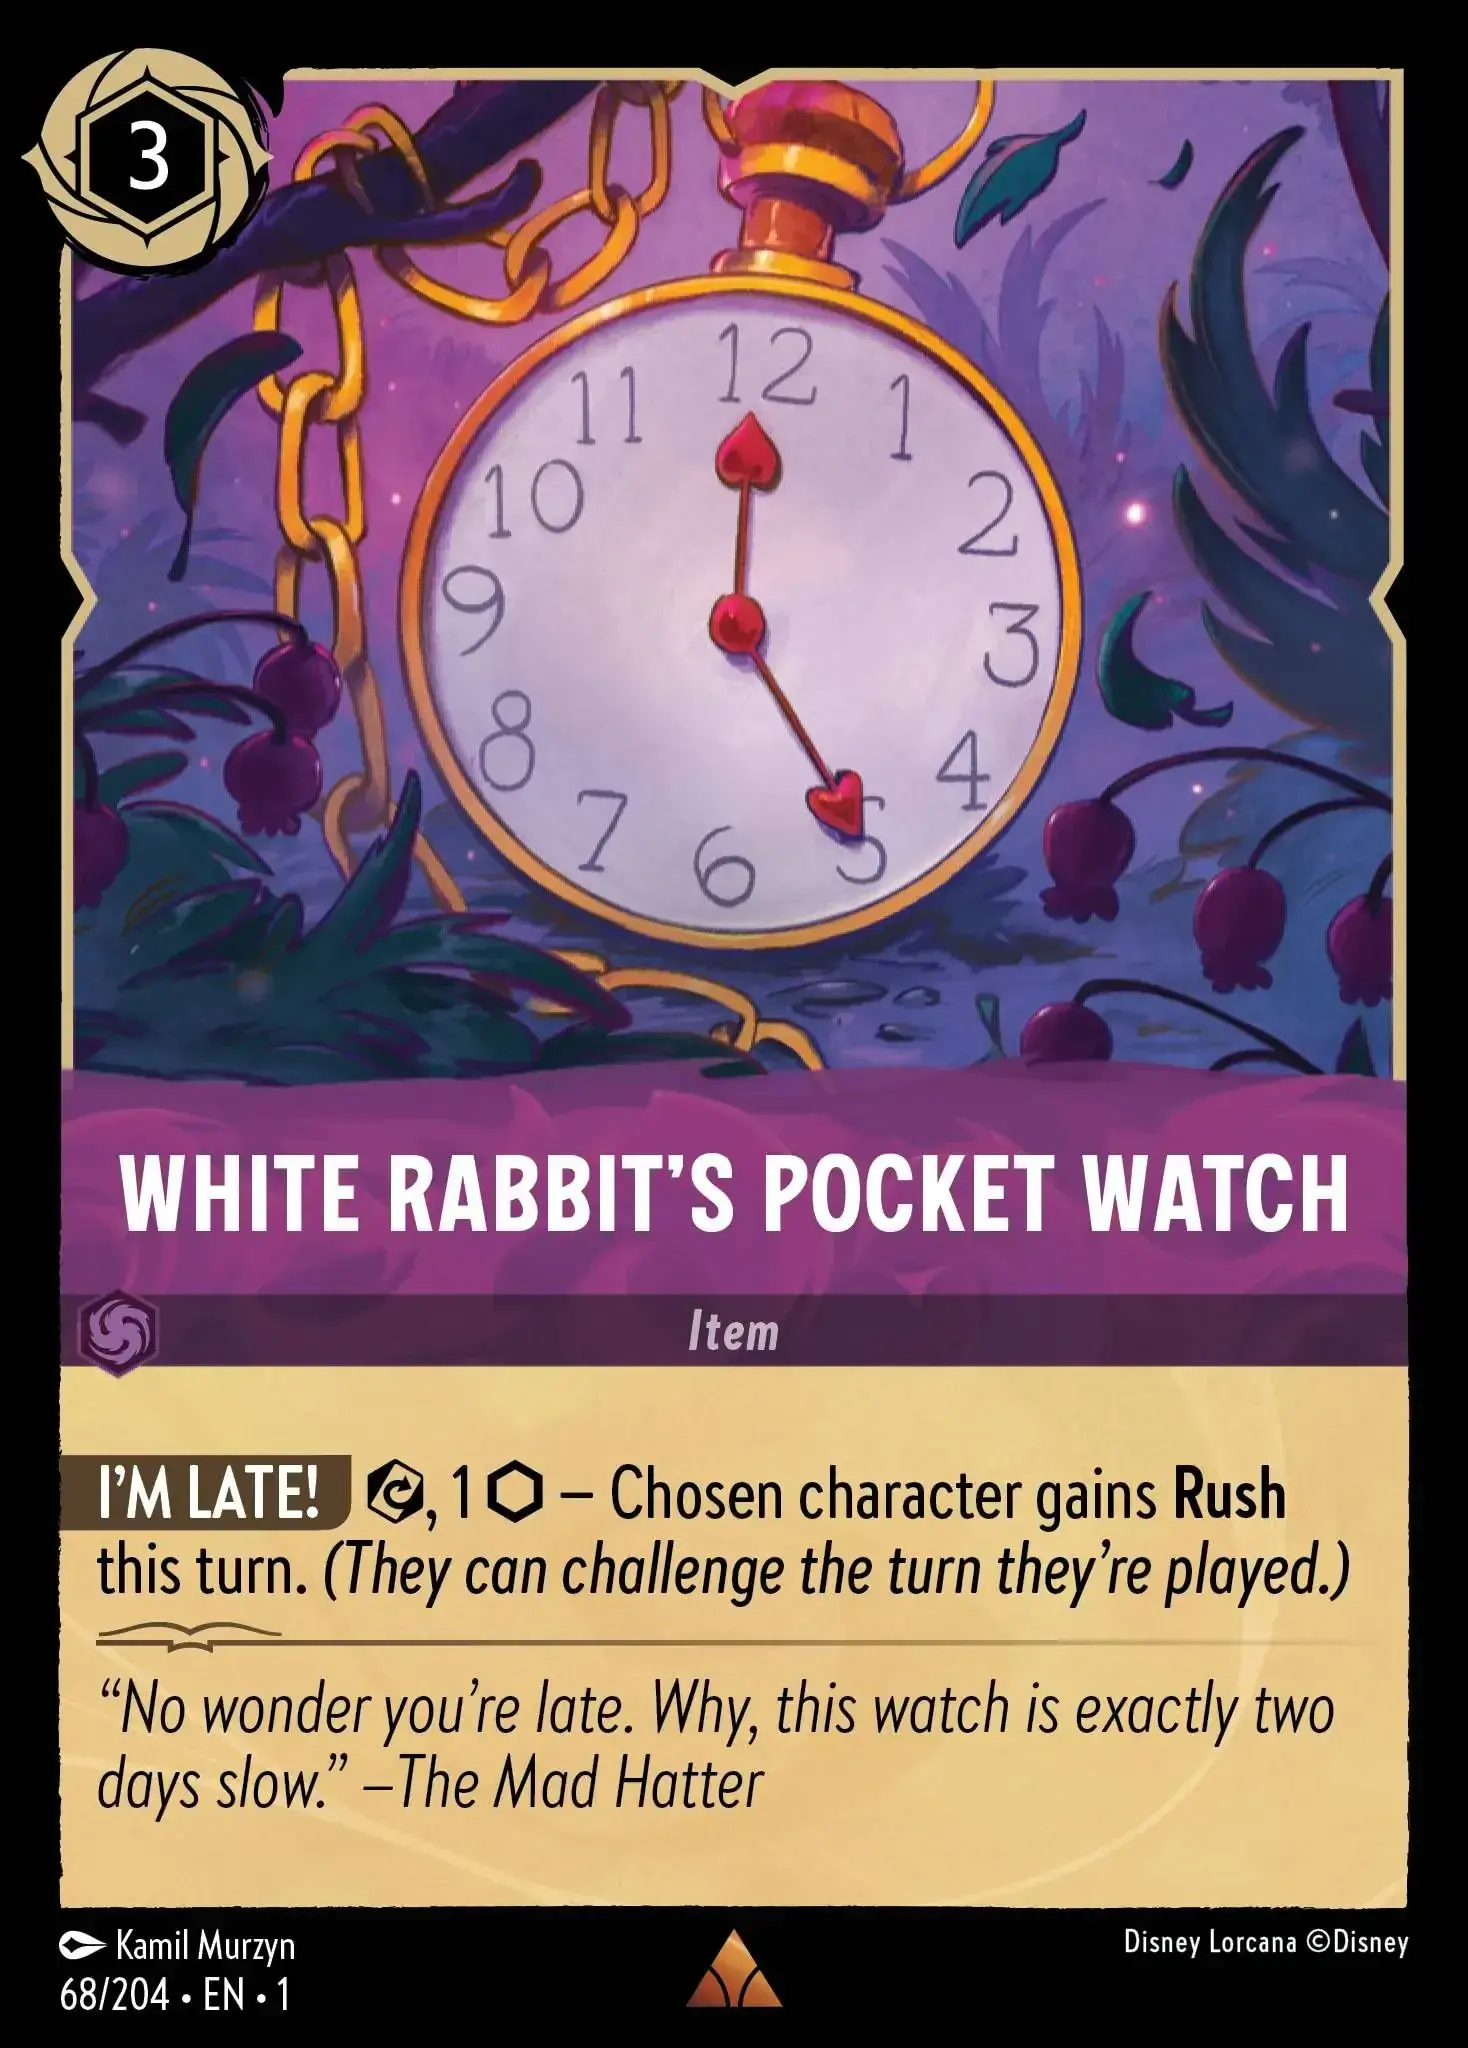 3
12
11
1
10
2
9
3
8
4
7
5
6
WHITE RABBIT'S POCKET WATCH
Item
I'M LATE! , 1 – Chosen character gains Rush
this turn. (They can challenge the turn they're played.)
“No wonder you're late. Why, this watch is exactly two
days slow.” –The Mad Hatter
Kamil Murzyn
Disney Lorcana ©Disney
68/204 • EN • 1